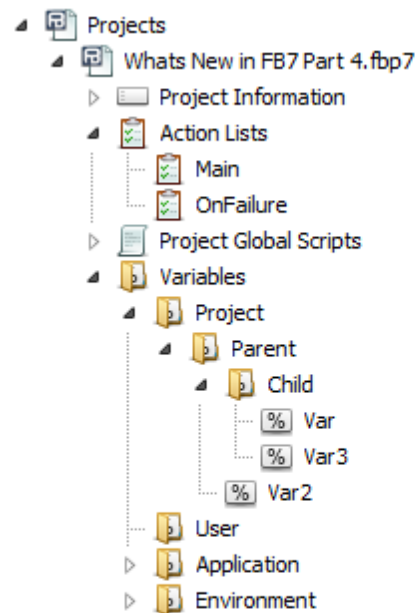 Projects
Whats New in FB7 Part 4.fbp7
Project Information
Action Lists
Main
OnFailure
Project Global Scripts
Variables
Project
Parent
Child
% Var
% Var3
% Var2
User
Application
Environment